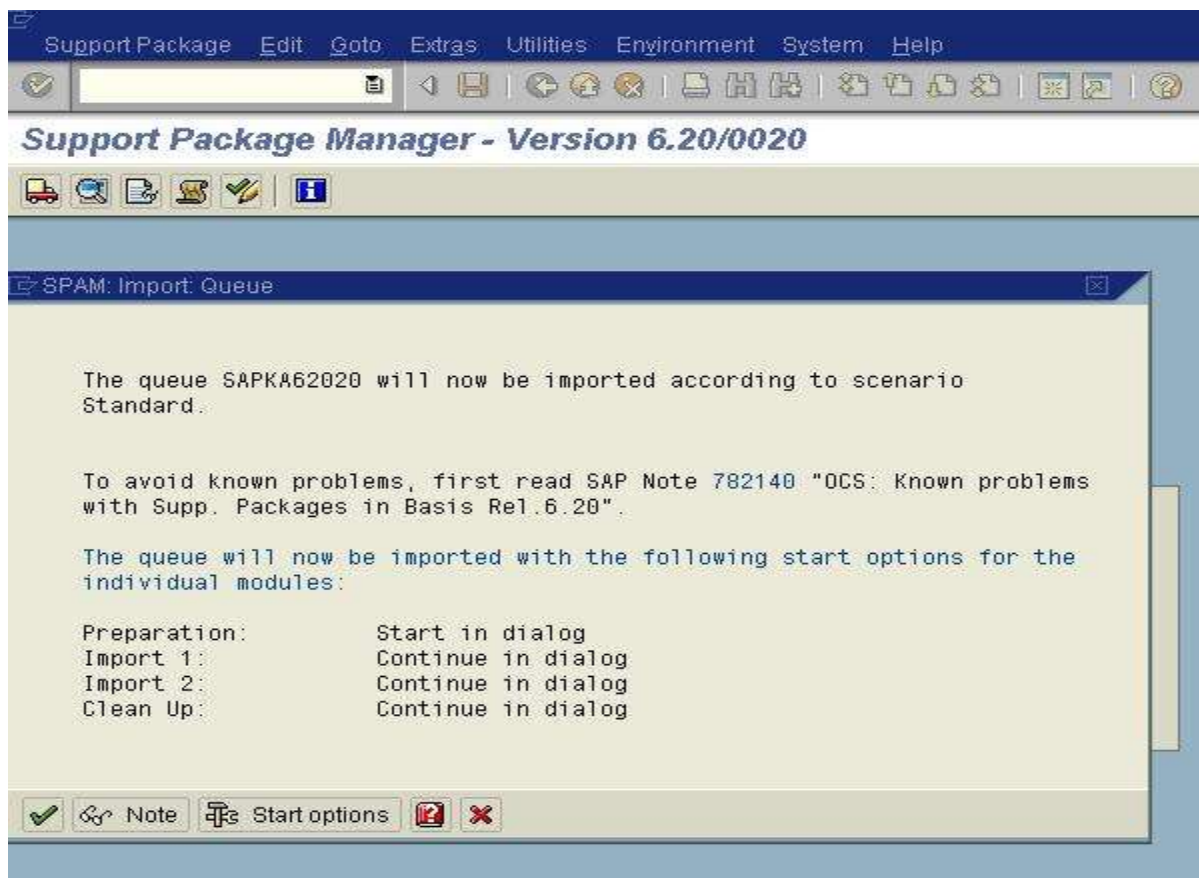 Support Package Edit Goto Extras Utilities Environment System Help
Support Package Manager - Version 6.20/0020
SPAM: Import: Queue
The queue SAPKA62020 will now be imported according to scenario
Standard.
To avoid known problems, first read SAP Note 782140 "OCS: Known problems
with Supp. Packages in Basis Rel.6.20".
The queue will now be imported with the following start options for the
individual modules:
Preparation: Start in dialog
Import 1: Continue in dialog
Import 2: Continue in dialog
Clean Up: Continue in dialog
Note Start options